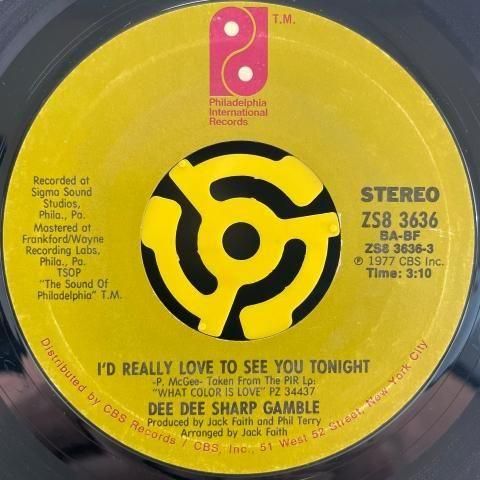 T.M.
Philadelphia
International
Records
Recorded at
Sigma Sound
Studios,
Phila., Pa.
Mastered at
Frankford/Wayne
Recording Labs,
Phila., Pa.
TSOP
"The Sound Of
Philadelphia" T.M.
STEREO
ZS8 3636
BA-BF
ZS8 3636-3
℗ 1977 CBS Inc.
Time: 3:10
I'D REALLY LOVE TO SEE YOU TONIGHT
-P. McGee- Taken From The PIR Lp:
"WHAT COLOR IS LOVE" PZ 34437
DEE DEE SHARP GAMBLE
Produced by Jack Faith and Phil Terry
Arranged by Jack Faith
Distributed by CBS Records / CBS, Inc., 51 West 52 Street, New York City